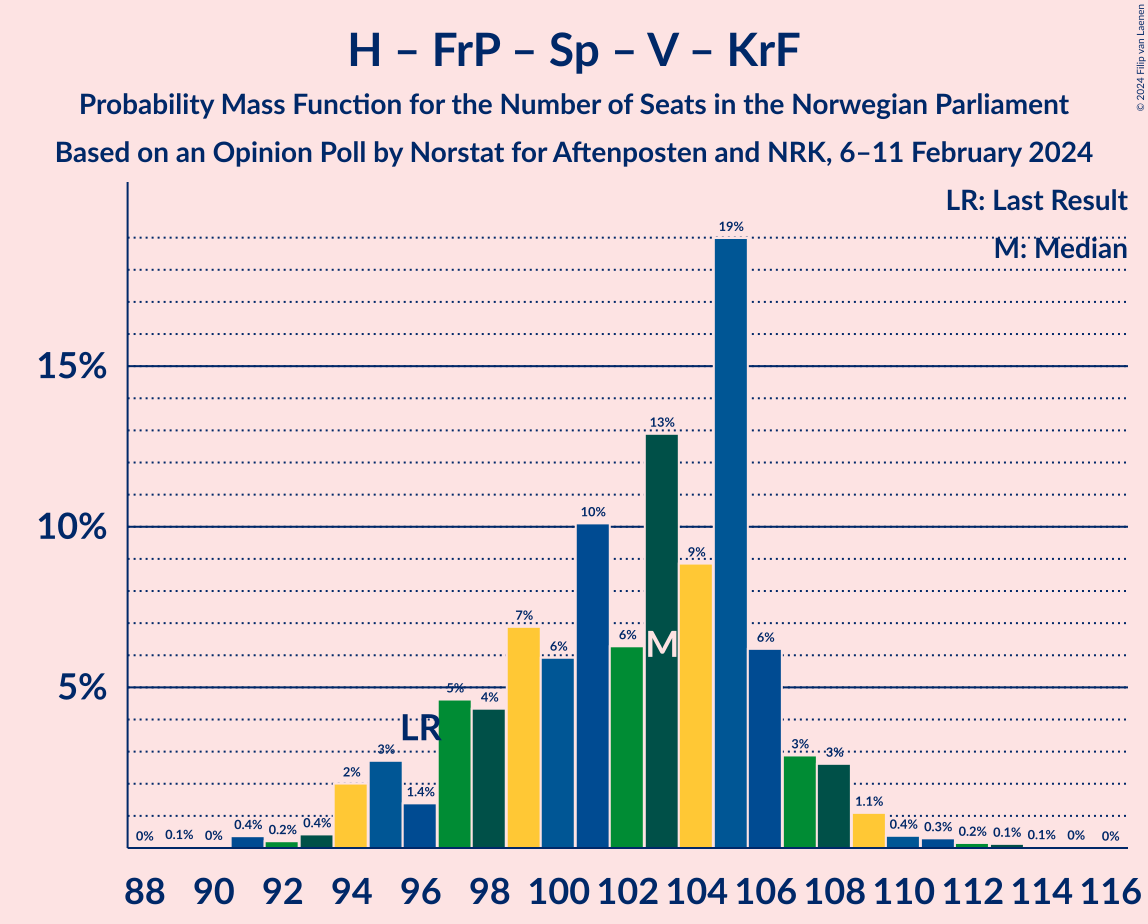 H – FrP – Sp – V – KrF
Probability Mass Function for the Number of Seats in the Norwegian Parliament
Based on an Opinion Poll by Norstat for Aftenposten and NRK, 6–11 February 2024
© 2024 Filip van Laenen
LR: Last Result
M: Median
15%
10%
5%
0% 0.1% 0% 0.4% 0.2% 0.4% 2% 3% 1.4% 5% 4% 7% 6% 10% 6% 13% 9% 19% 6% 3% 3% 1.1% 0.4% 0.3% 0.2% 0.1% 0.1% 0% 0%
LR
M
88 90 92 94 96 98 100 102 104 106 108 110 112 114 116